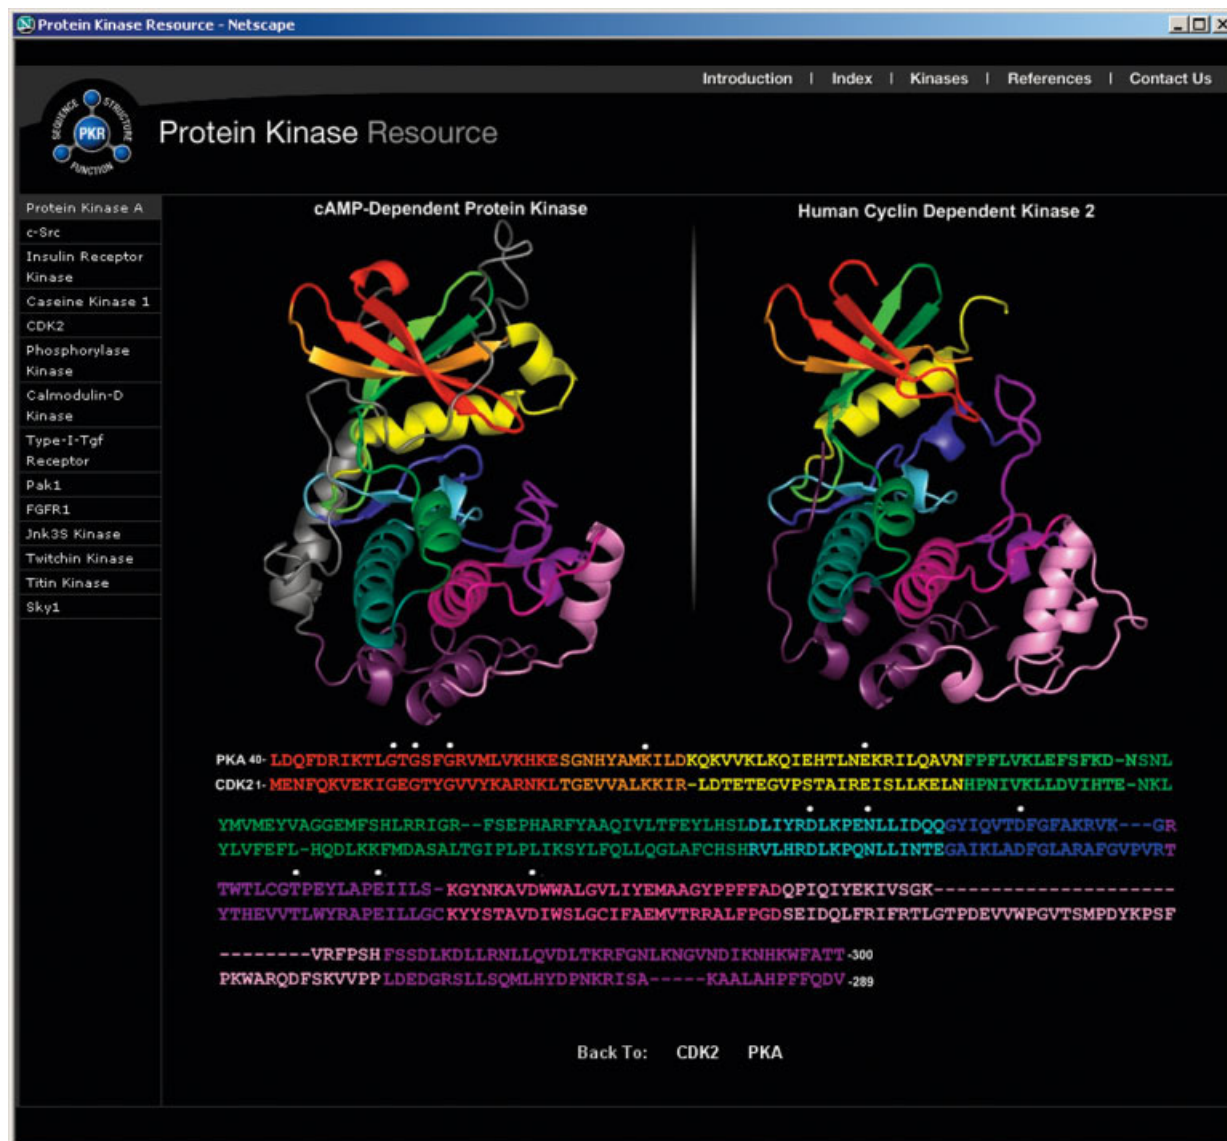 Protein Kinase Resource - Netscape
Introduction | Index | Kinases | References | Contact Us
SEQUENCE STRUCTURE FUNCTION
PKR
Protein Kinase Resource
Protein Kinase A
c-Src
Insulin Receptor
Kinase
Caseine Kinase 1
CDK2
Phosphorylase
Kinase
Calmodulin-D
Kinase
Type-I-Tgf
Receptor
Pak1
FGFR1
Jnk3S Kinase
Twitchin Kinase
Titin Kinase
Sky1
cAMP-Dependent Protein Kinase
Human Cyclin Dependent Kinase 2
PKA 40- LDQFDRIKTLGTGSFGRVMLVKHKESGNHYAMKILDKQKVVKLKQIEHTLNEKRILQAVNFPFLVKLEFSFKD-NSNL
CDK2 1- MENFQKVEKIGEGTYGVVYKARNKLTGEVVALKKIR-LDTETEGVPSTAIREISLLKELNHPNIVKLLDVIHTE-NKL
YMVMEYVAGGEMFSHLRRIGR--FSEPHARFYAAQIVLTFEYLHSLDLIYRDLKPENLLIDQQGYIQVTDFGFAKRVK---GR
YLVFEFL-HQDLKKFMDASALTGIPLPLIKSYLFQLLQGLAFCHSHRVLHRDLKPQNLLINTEGAIKLADFGLARAFGVPVRT
TWTLCGTPEYLAPEIILS-KGYNKAVDWWALGVLIYEMAAGYPPFFADQPIQIYEKIVSGK--------------------
YTHEVVTLWYRAPEILLGCKYYSTAVDIWSLGCIFAEMVTRRALFPGDSEIDQLFRIFRTLGTPDEVVWPGVTSMPDYKPSF
--------VRFPSHFSSDLKDLLRNLLQVDLTKRFGNLKNGVNDIKNHKWFATT -300
PKWARQDFSKVVPPLDEDGRSLLSQMLHYDPNKRISA-----KAALAHPFFQDV -289
Back To: CDK2 PKA